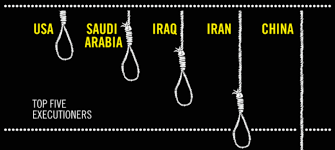 USA
SAUDI
ARABIA
IRAQ
IRAN
CHINA
TOP FIVE
EXECUTIONERS